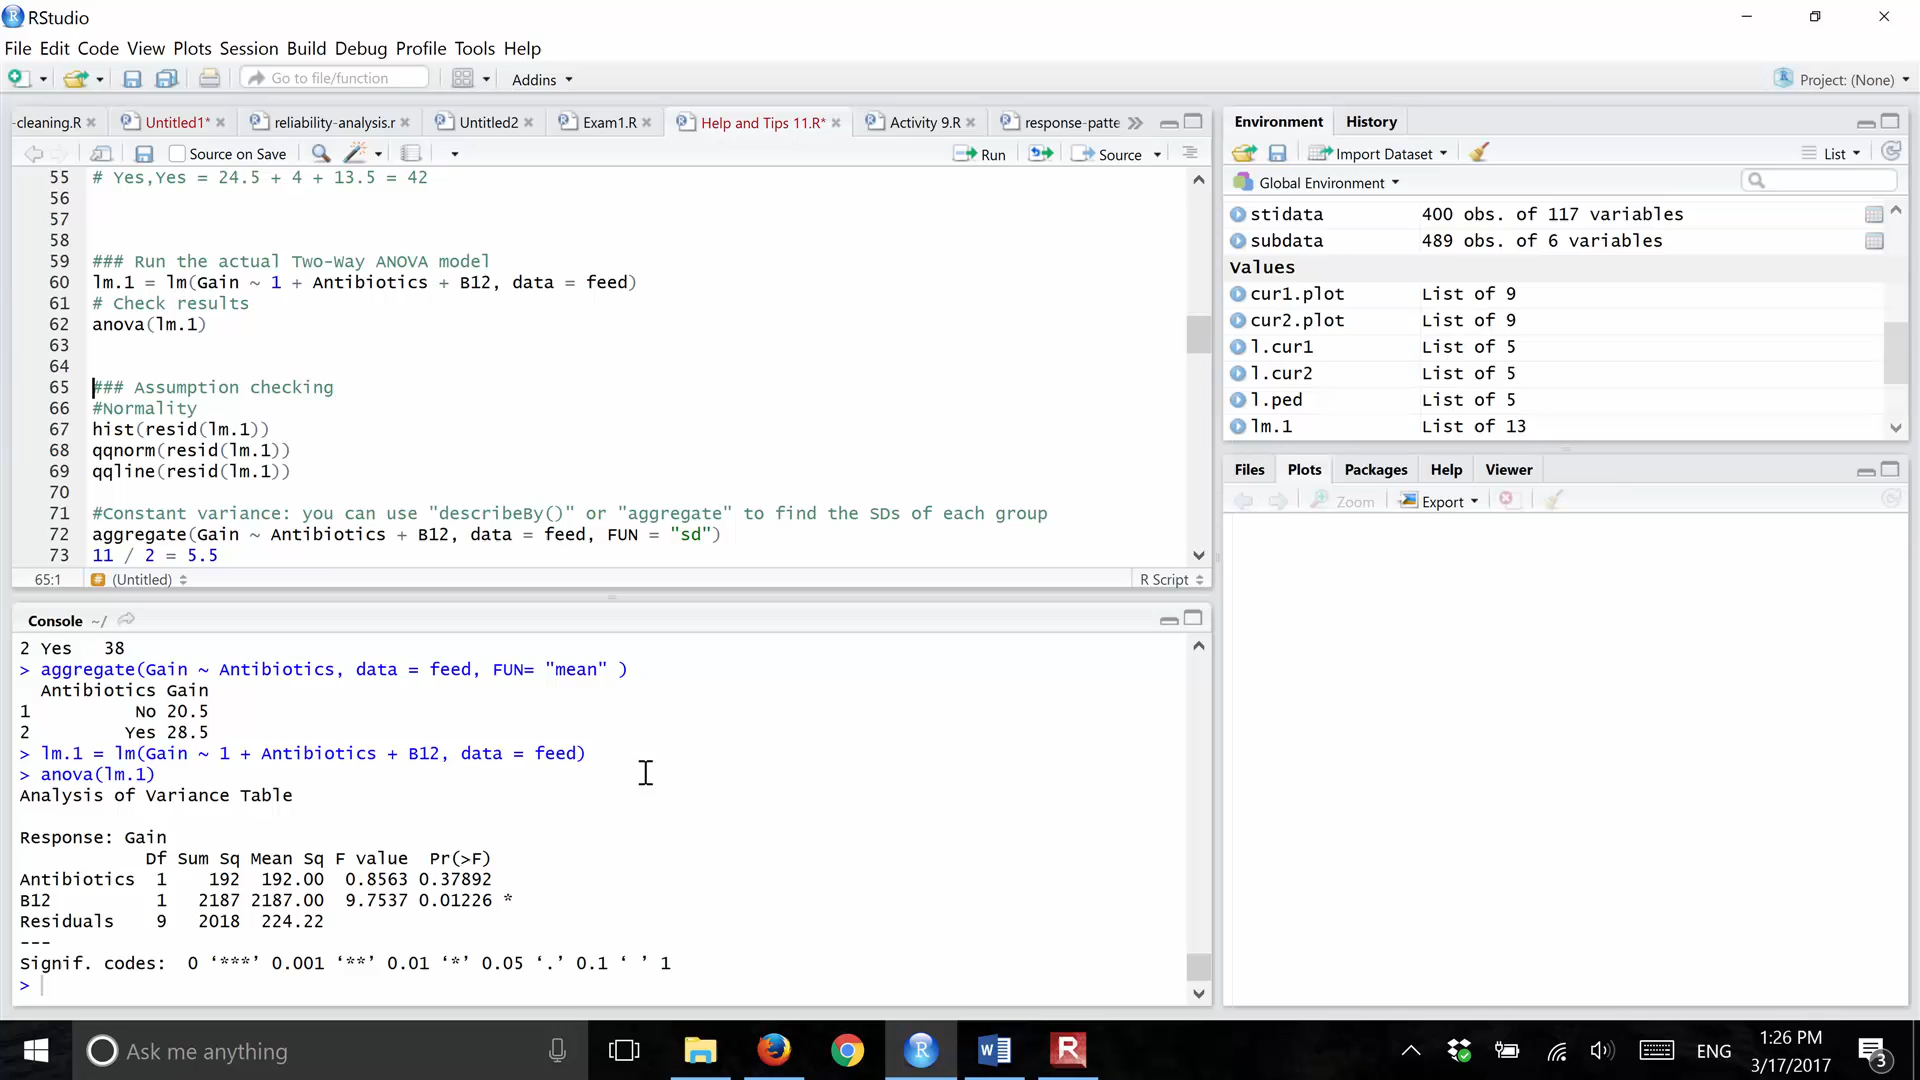 RStudio
File Edit Code View Plots Session Build Debug Profile Tools Help
Go to file/function
Addins
Project: (None)
-cleaning.R
Untitled1*
reliability-analysis.r
Untitled2
Exam1.R
Help and Tips 11.R*
Activity 9.R
response-patte
Source on Save
Run
Source
55 # Yes,Yes = 24.5 + 4 + 13.5 = 42
56
57
58
59 ### Run the actual Two-Way ANOVA model
60 lm.1 = lm(Gain ~ 1 + Antibiotics + B12, data = feed)
61 # Check results
62 anova(lm.1)
63
64
65 ### Assumption checking
66 #Normality
67 hist(resid(lm.1))
68 qqnorm(resid(lm.1))
69 qqline(resid(lm.1))
70
71 #Constant variance: you can use "describeBy()" or "aggregate" to find the SDs of each group
72 aggregate(Gain ~ Antibiotics + B12, data = feed, FUN = "sd")
73 11 / 2 = 5.5
65:1
(Untitled)
R Script
Console ~/
2 Yes 38
> aggregate(Gain ~ Antibiotics, data = feed, FUN= "mean" )
Antibiotics Gain
1 No 20.5
2 Yes 28.5
> lm.1 = lm(Gain ~ 1 + Antibiotics + B12, data = feed)
> anova(lm.1)
Analysis of Variance Table
Response: Gain
Df Sum Sq Mean Sq F value Pr(>F)
Antibiotics 1 192 192.00 0.8563 0.37892
B12 1 2187 2187.00 9.7537 0.01226 *
Residuals 9 2018 224.22
---
Signif. codes: 0 ‘***’ 0.001 ‘**’ 0.01 ‘*’ 0.05 ‘.’ 0.1 ‘ ’ 1
>
Environment History
Import Dataset
List
Global Environment
stidata 400 obs. of 117 variables
subdata 489 obs. of 6 variables
Values
cur1.plot List of 9
cur2.plot List of 9
l.cur1 List of 5
l.cur2 List of 5
l.ped List of 5
lm.1 List of 13
Files Plots Packages Help Viewer
Zoom
Export
Ask me anything
ENG
1:26 PM
3/17/2017
3